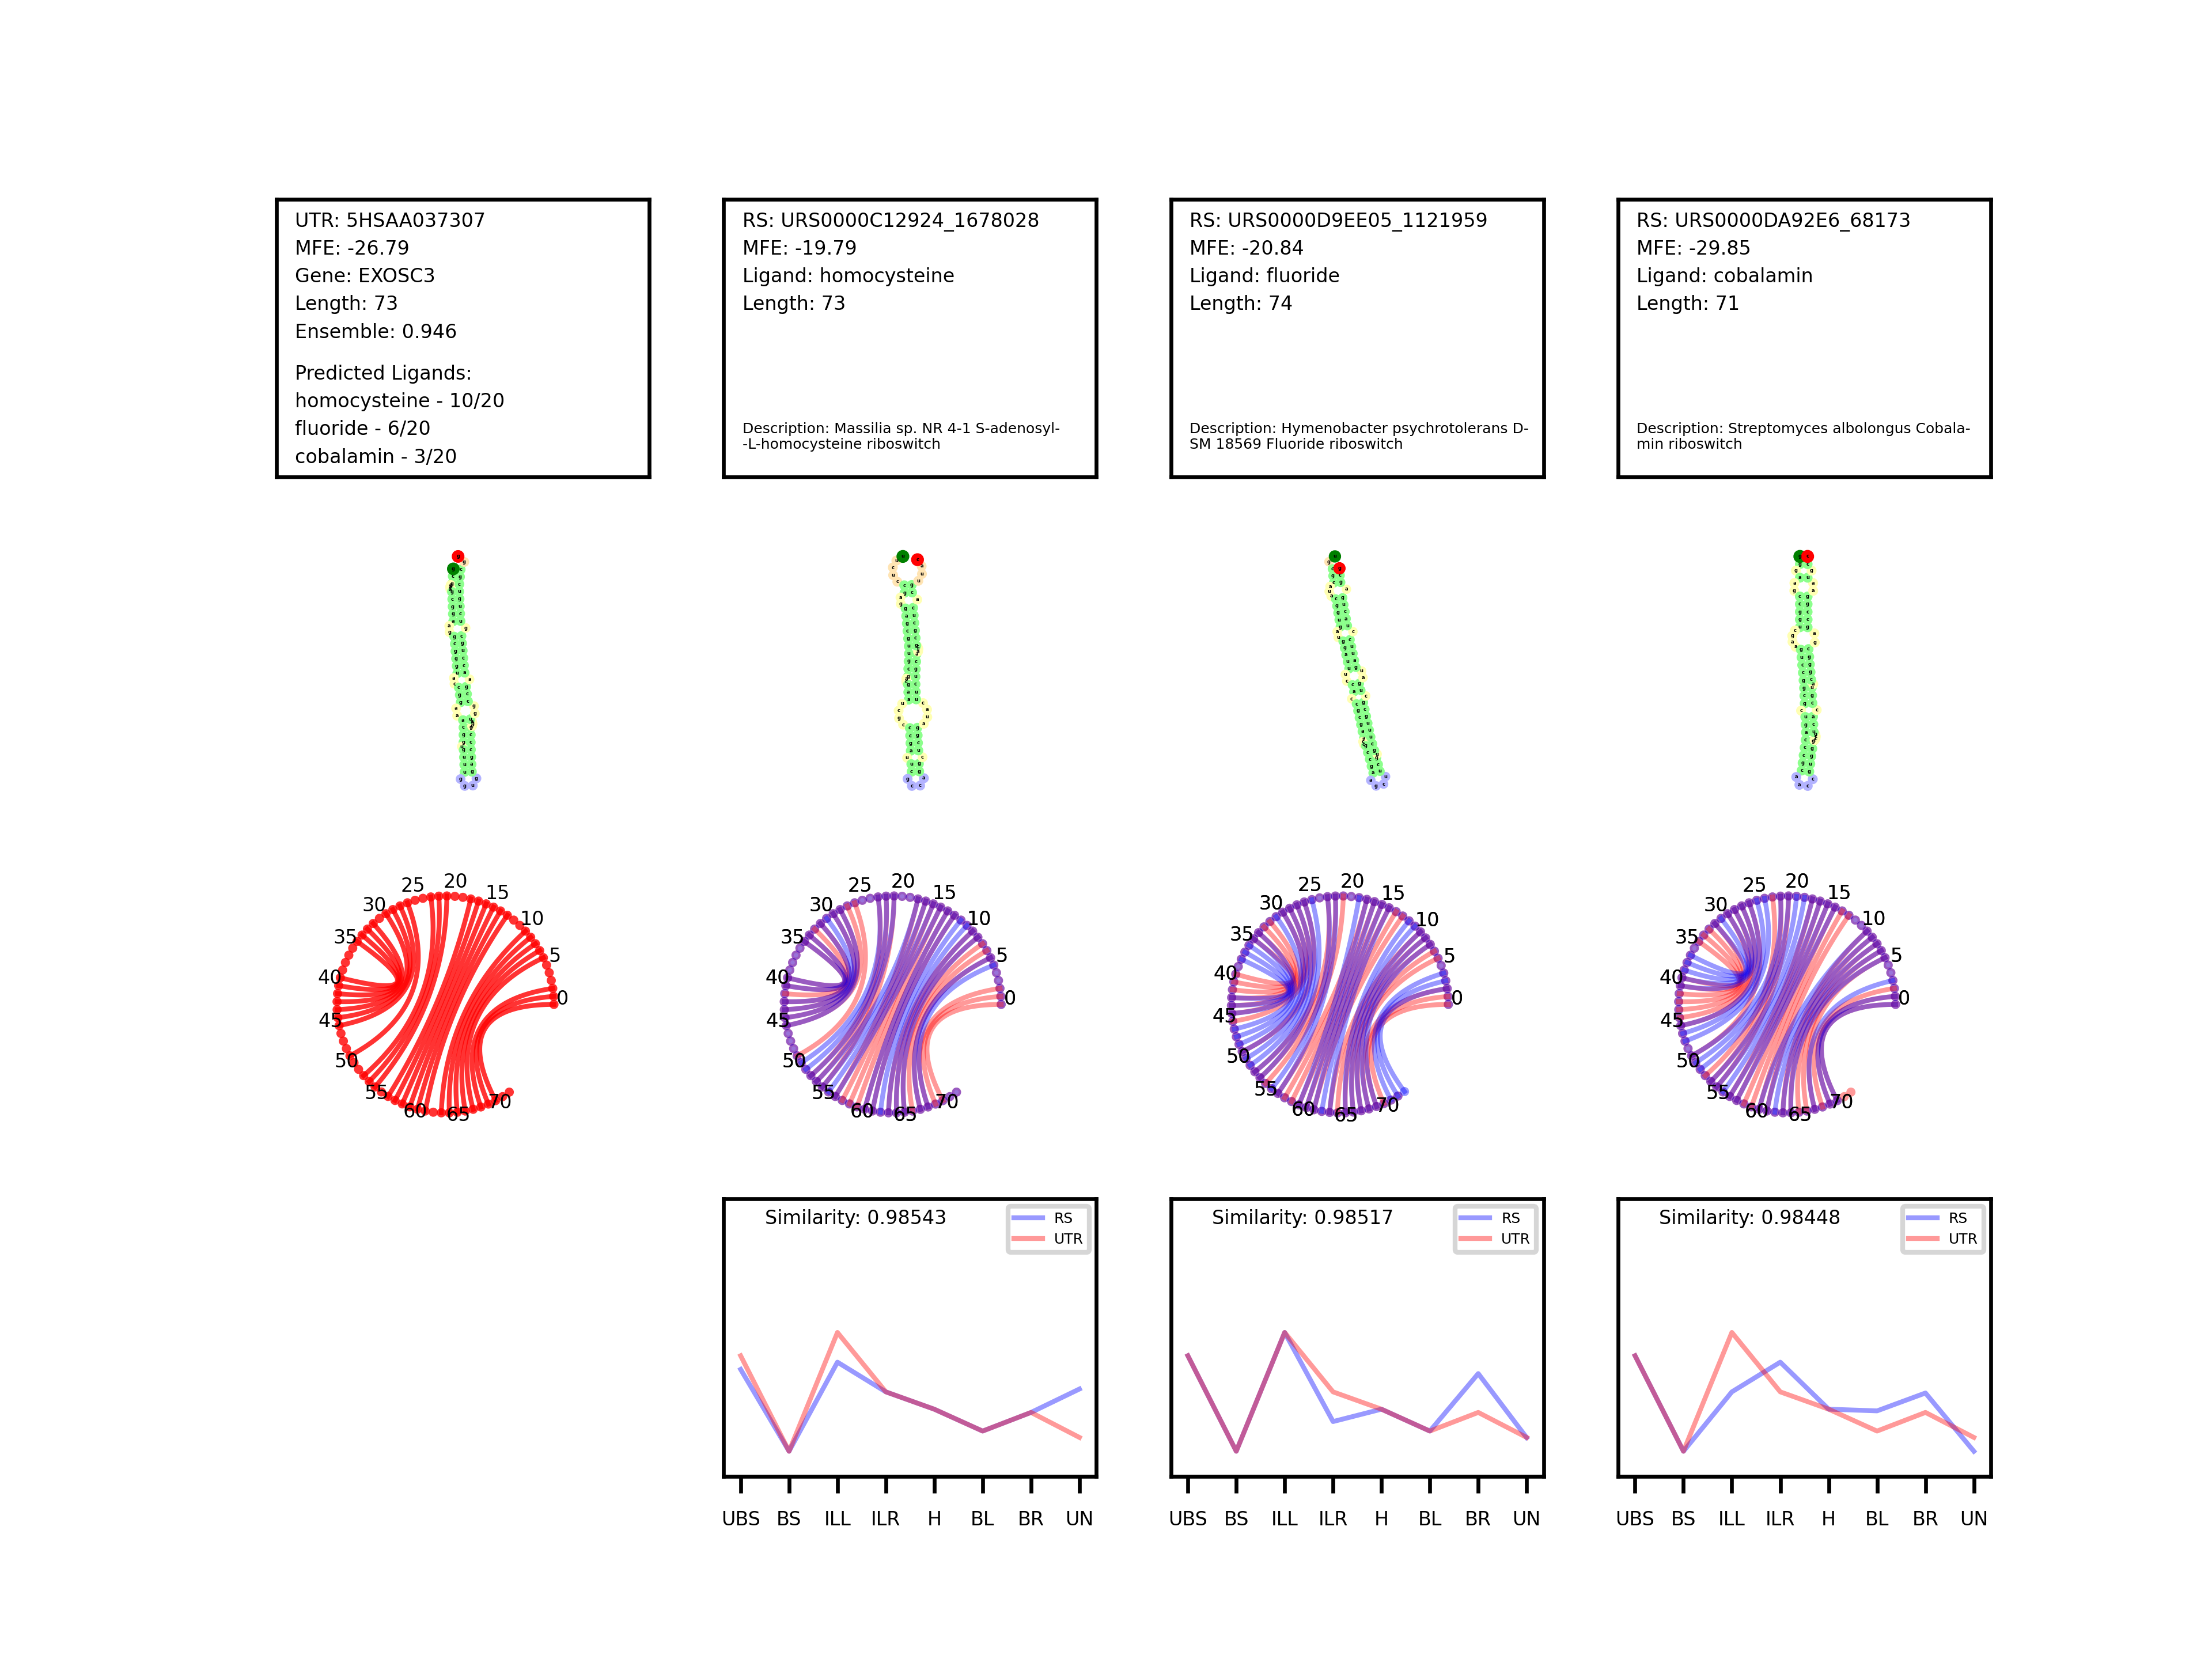 UTR: 5HSAA037307
MFE: -26.79
Gene: EXOSC3
Length: 73
Ensemble: 0.946
Predicted Ligands:
homocysteine - 10/20
fluoride - 6/20
cobalamin - 3/20
RS: URS0000C12924_1678028
MFE: -19.79
Ligand: homocysteine
Length: 73
Description: Massilia sp. NR 4-1 S-adenosyl-
-L-homocysteine riboswitch
RS: URS0000D9EE05_1121959
MFE: -20.84
Ligand: fluoride
Length: 74
Description: Hymenobacter psychrotolerans D-
SM 18569 Fluoride riboswitch
RS: URS0000DA92E6_68173
MFE: -29.85
Ligand: cobalamin
Length: 71
Description: Streptomyces albolongus Cobala-
min riboswitch
0
5
10
15
20
25
30
35
40
45
50
55
60
65
70
0
5
10
15
20
25
30
35
40
45
50
55
60
65
70
0
5
10
15
20
25
30
35
40
45
50
55
60
65
70
0
5
10
15
20
25
30
35
40
45
50
55
60
65
70
Similarity: 0.98543
RS
UTR
UBS BS ILL ILR H BL BR UN
Similarity: 0.98517
RS
UTR
UBS BS ILL ILR H BL BR UN
Similarity: 0.98448
RS
UTR
UBS BS ILL ILR H BL BR UN